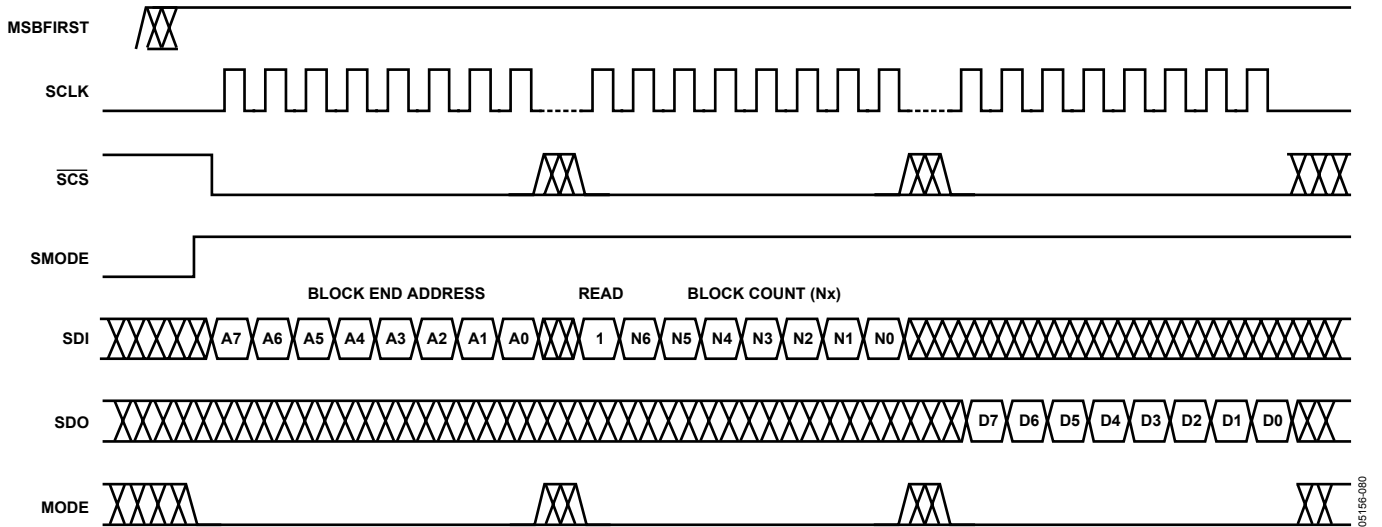 MSBFIRST
SCLK
SCS
SMODE
BLOCK END ADDRESS READ BLOCK COUNT (Nx)
SDI A7 A6 A5 A4 A3 A2 A1 A0 1 N6 N5 N4 N3 N2 N1 N0
SDO D7 D6 D5 D4 D3 D2 D1 D0
MODE
05156-080